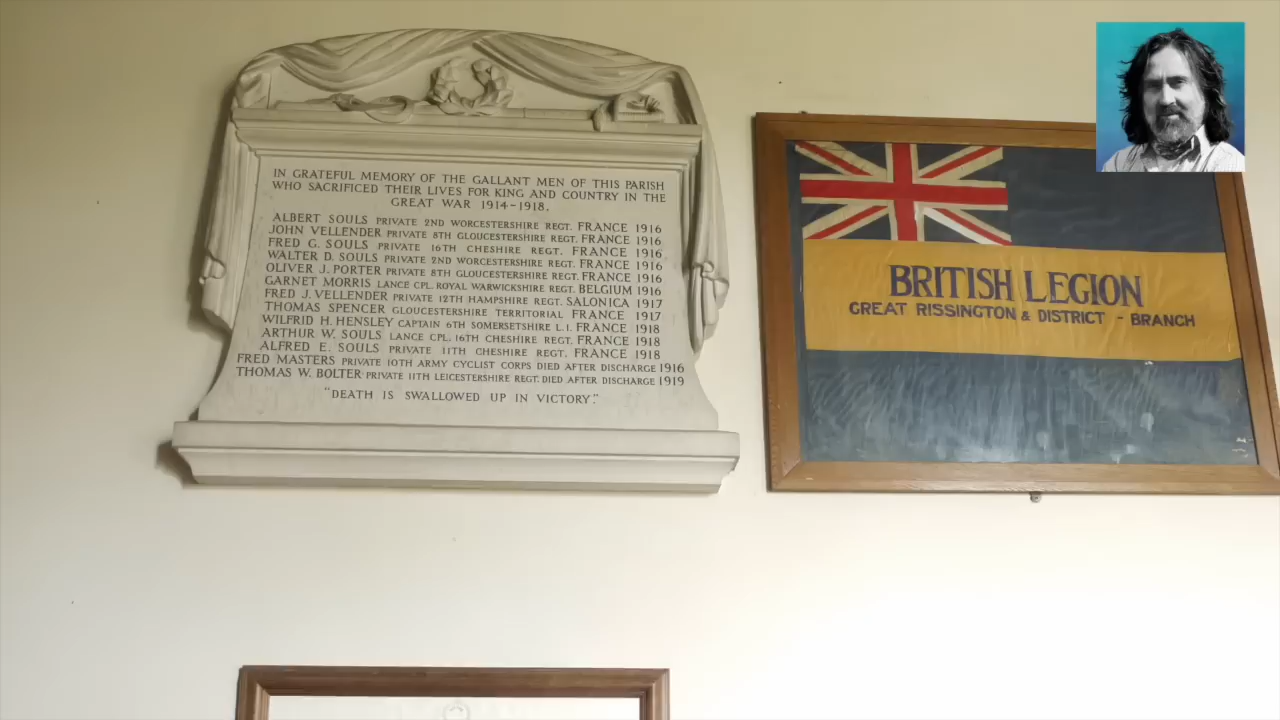 IN GRATEFUL MEMORY OF THE GALLANT MEN OF THIS PARISH
WHO SACRIFICED THEIR LIVES FOR KING AND COUNTRY IN THE
GREAT WAR 1914-1918.
ALBERT SOULS PRIVATE 2ND WORCESTERSHIRE REGT. FRANCE 1916
JOHN VELLENDER PRIVATE 8TH GLOUCESTERSHIRE REGT. FRANCE 1916
FRED G. SOULS PRIVATE 16TH CHESHIRE REGT. FRANCE 1916
WALTER D. SOULS PRIVATE 2ND WORCESTERSHIRE REGT. FRANCE 1916
OLIVER J. PORTER PRIVATE 8TH GLOUCESTERSHIRE REGT. FRANCE 1916
GARNET MORRIS LANCE CPL. ROYAL WARWICKSHIRE REGT. BELGIUM 1916
FRED J. VELLENDER PRIVATE 12TH HAMPSHIRE REGT. SALONICA 1917
THOMAS SPENCER GLOUCESTERSHIRE TERRITORIAL FRANCE 1917
WILFRID H. HENSLEY CAPTAIN 6TH SOMERSETSHIRE L.I. FRANCE 1918
ARTHUR W. SOULS LANCE CPL. 16TH CHESHIRE REGT. FRANCE 1918
ALFRED E. SOULS PRIVATE 11TH CHESHIRE REGT. FRANCE 1918
FRED MASTERS PRIVATE 10TH ARMY CYCLIST CORPS DIED AFTER DISCHARGE 1916
THOMAS W. BOLTER PRIVATE 11TH LEICESTERSHIRE REGT. DIED AFTER DISCHARGE 1919
"DEATH IS SWALLOWED UP IN VICTORY."
BRITISH LEGION
GREAT RISSINGTON & DISTRICT - BRANCH